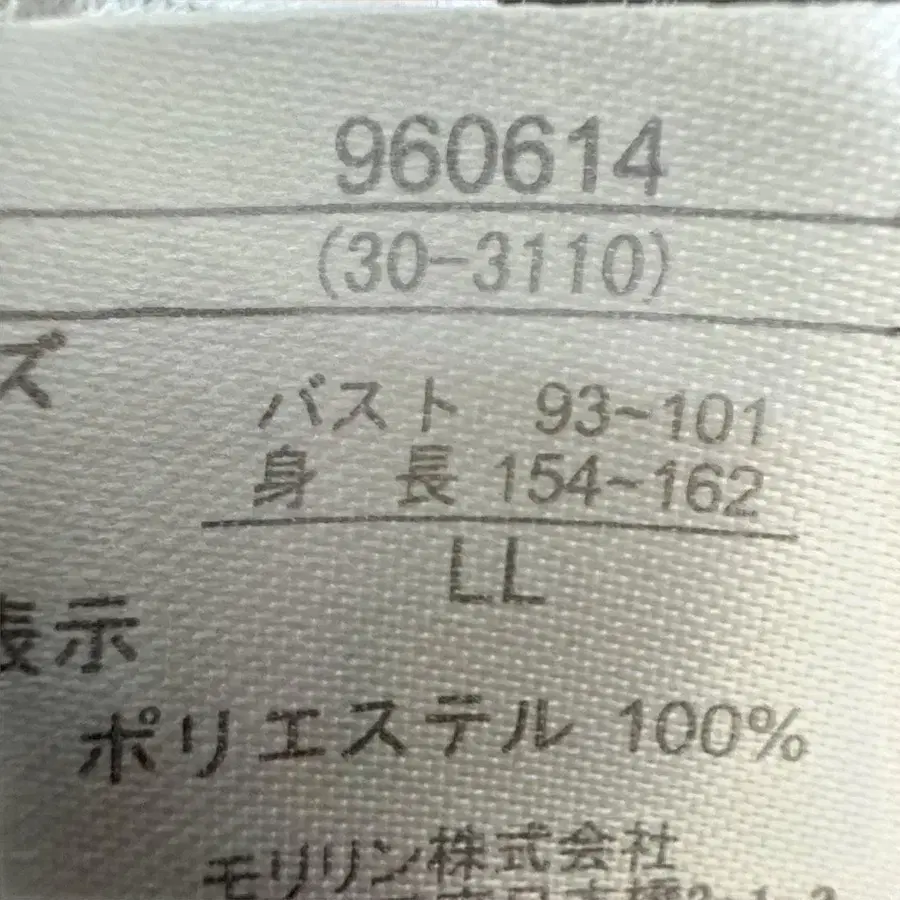 960614
(30-3110)
ズ
バスト 93~101
身 長 154~162
LL
表示
ポリエステル 100%
モリリン株式会社